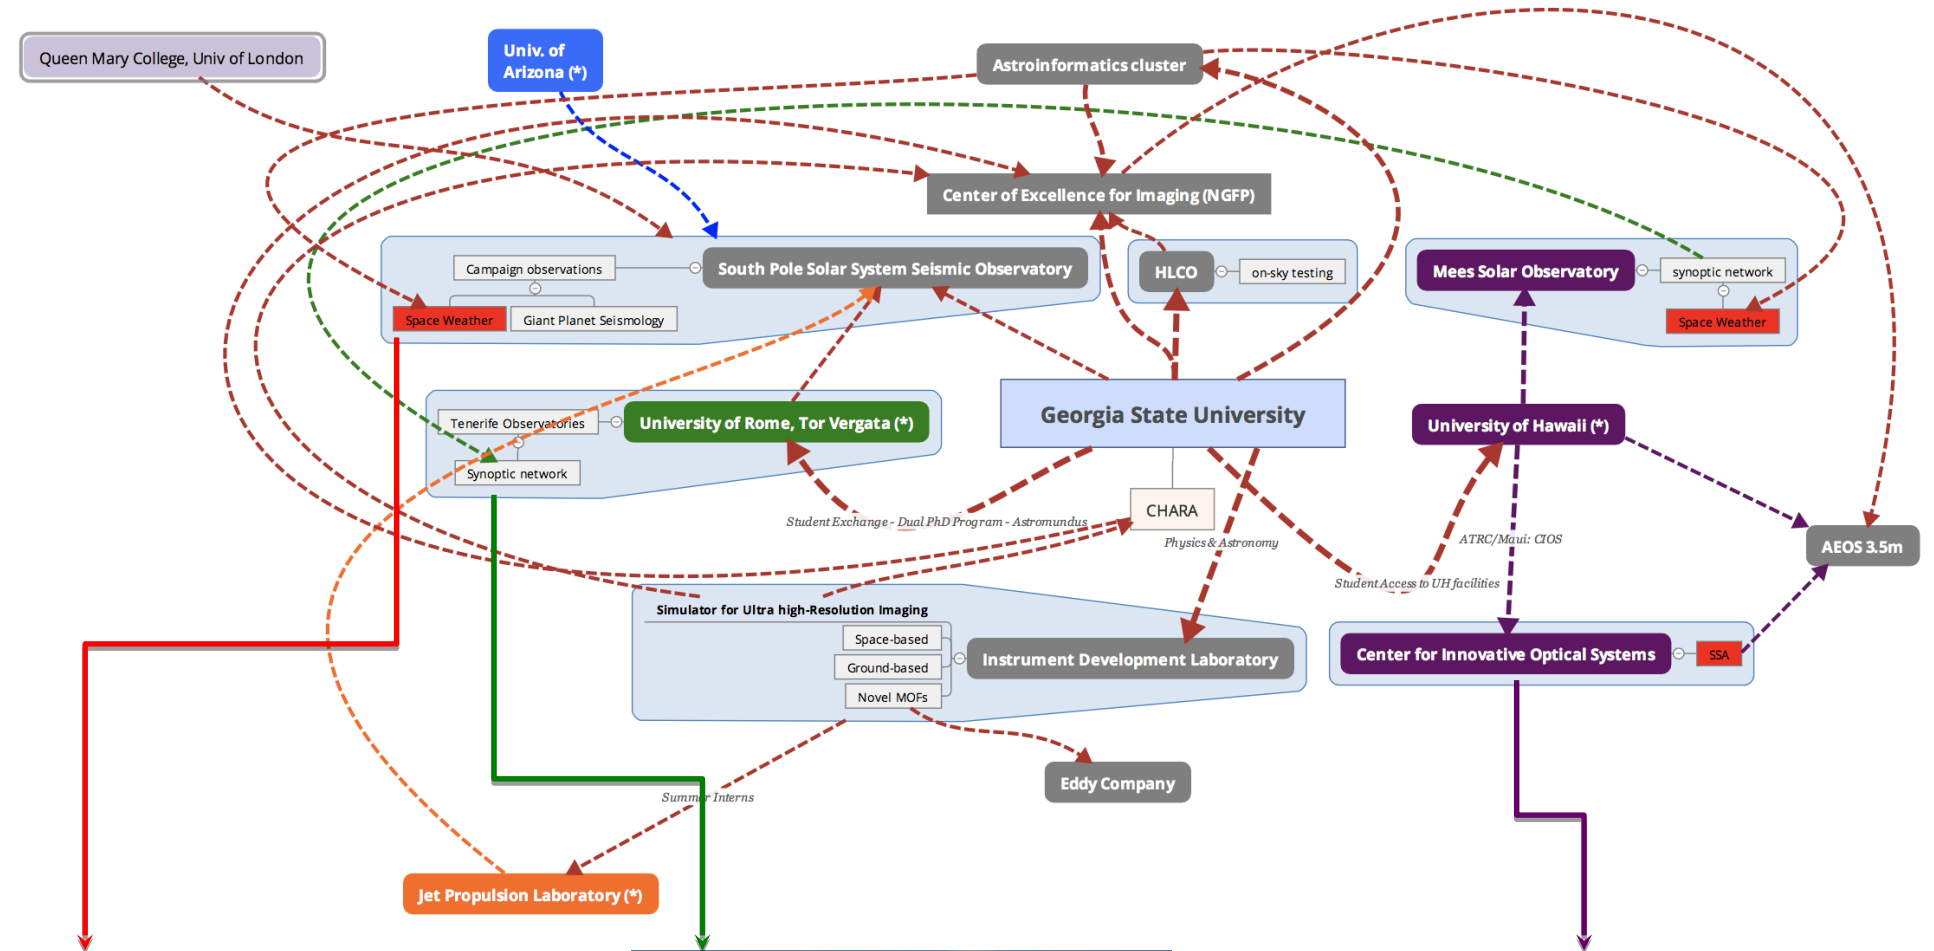 Queen Mary College, Univ of London
Univ. of
Arizona (*)
Astroinformatics cluster
Center of Excellence for Imaging (NGFP)
Campaign observations
South Pole Solar System Seismic Observatory
Space Weather
Giant Planet Seismology
HLCO
on-sky testing
Mees Solar Observatory
synoptic network
Space Weather
Tenerife Observatories
University of Rome, Tor Vergata (*)
Synoptic network
Georgia State University
University of Hawaii (*)
CHARA
Student Exchange - Dual PhD Program - Astromundus
Physics & Astronomy
ATRC/Maui: CIOS
AEOS 3.5m
Student Access to UH facilities
Simulator for Ultra high-Resolution Imaging
Space-based
Ground-based
Novel MOFs
Instrument Development Laboratory
Center for Innovative Optical Systems
SSA
Eddy Company
Summer Interns
Jet Propulsion Laboratory (*)